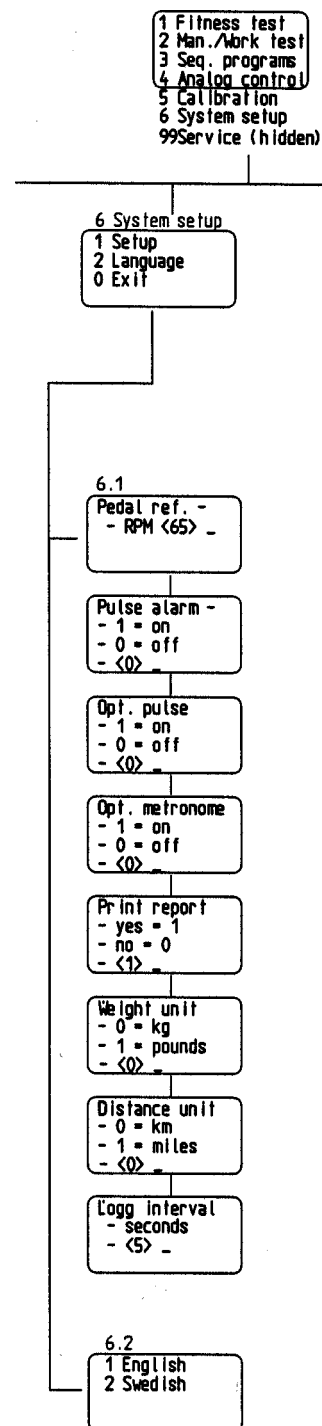 1 Fitness test
2 Man./Work test
3 Seq. programs
4 Analog control
5 Calibration
6 System setup
99Service (hidden)
6 System setup
1 Setup
2 Language
0 Exit
6.1
Pedal ref. -
- RPM <65> _
Pulse alarm -
- 1 = on
- 0 = off
- <0> _
Opt. pulse
- 1 = on
- 0 = off
- <0> _
Opt. metronome
- 1 = on
- 0 = off
- <0> _
Print report
- yes = 1
- no = 0
- <1> _
Weight unit
- 0 = kg
- 1 = pounds
- <0> _
Distance unit
- 0 = km
- 1 = miles
- <0> _
Logg interval
- seconds
- <5> _
6.2
1 English
2 Swedish